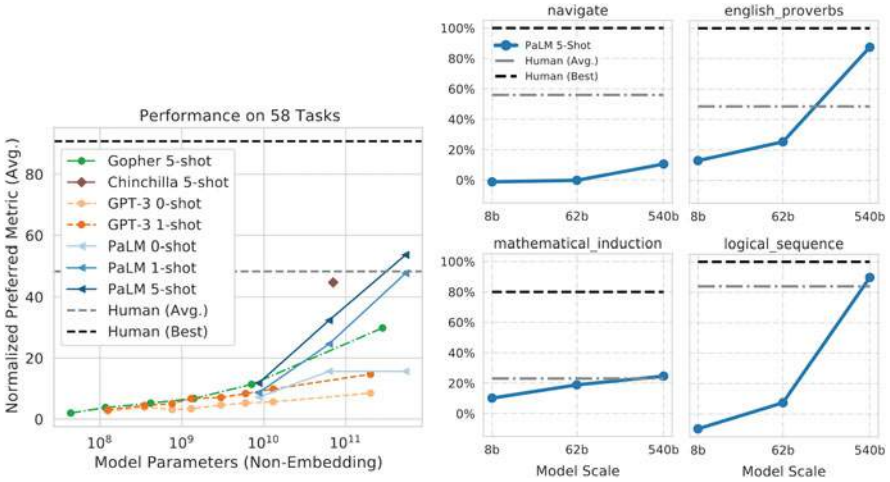 Performance on 58 Tasks
Normalized Preferred Metric (Avg.)
80
60
40
20
0
Gopher 5-shot
Chinchilla 5-shot
GPT-3 0-shot
GPT-3 1-shot
PaLM 0-shot
PaLM 1-shot
PaLM 5-shot
Human (Avg.)
Human (Best)
10^8 10^9 10^10 10^11
Model Parameters (Non-Embedding)
navigate
100%
80%
60%
40%
20%
0%
PaLM 5-Shot
Human (Avg.)
Human (Best)
8b 62b 540b
english_proverbs
8b 62b 540b
mathematical_induction
100%
80%
60%
40%
20%
0%
8b 62b 540b
Model Scale
logical_sequence
8b 62b 540b
Model Scale